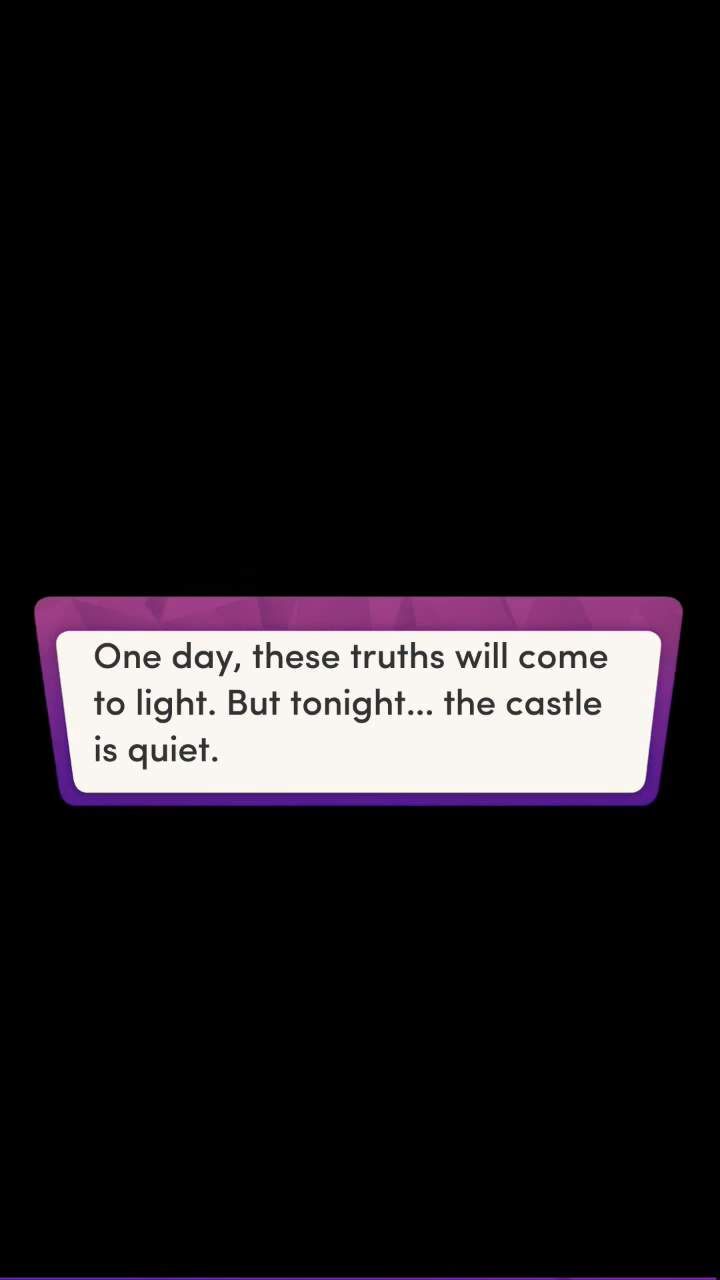 One day, these truths will come
to light. But tonight... the castle
is quiet.